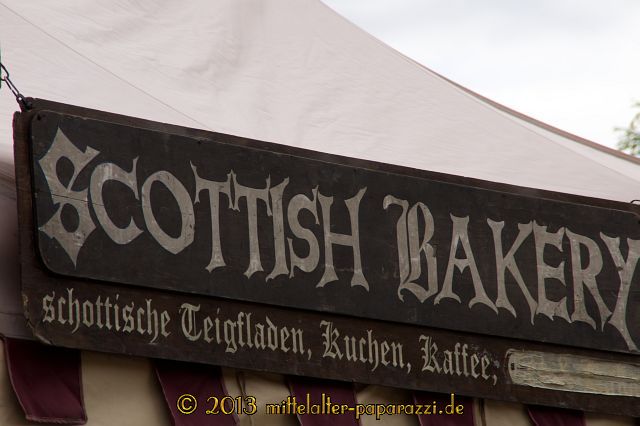 Scottish Bakery
schottische Teigfladen, Kuchen, Kaffee,
© 2013 mittelalter-paparazzi.de